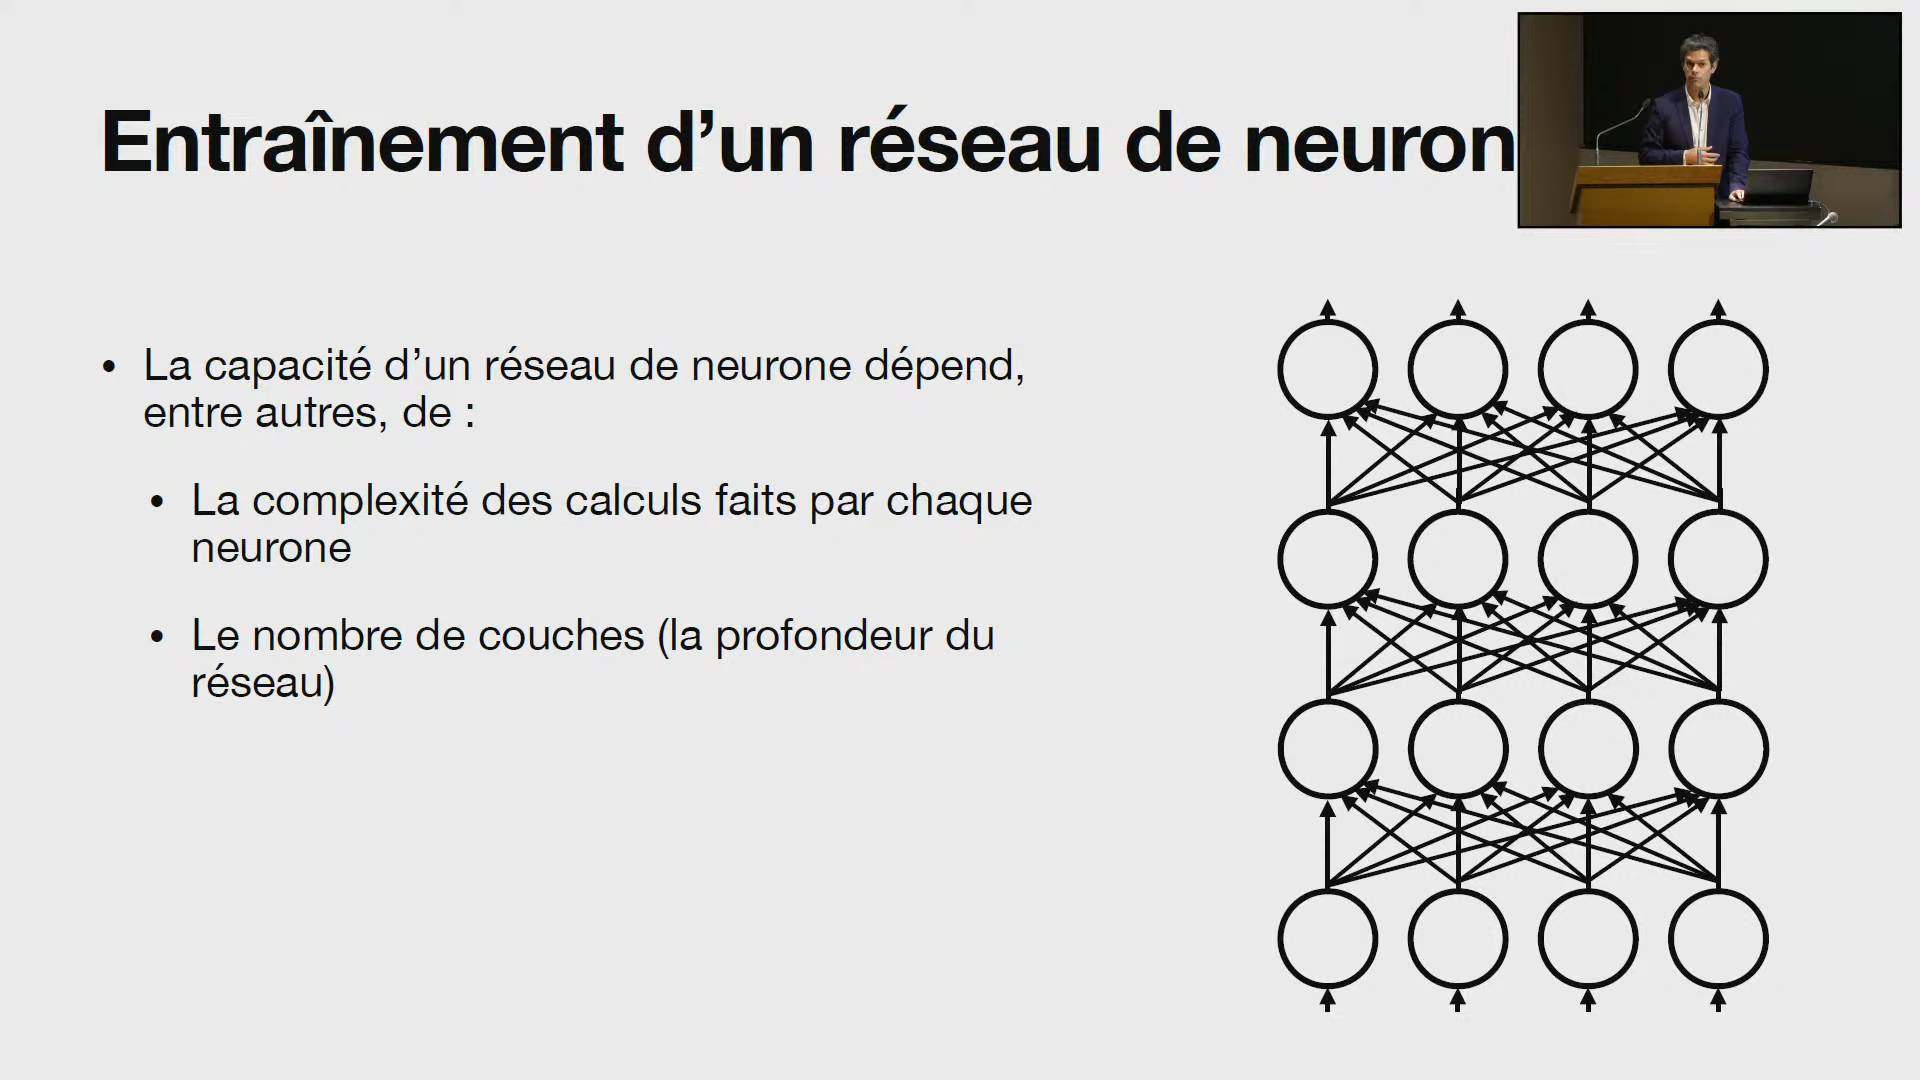 Entraînement d’un réseau de neuron
• La capacité d’un réseau de neurone dépend,
entre autres, de :
• La complexité des calculs faits par chaque
neurone
• Le nombre de couches (la profondeur du
réseau)